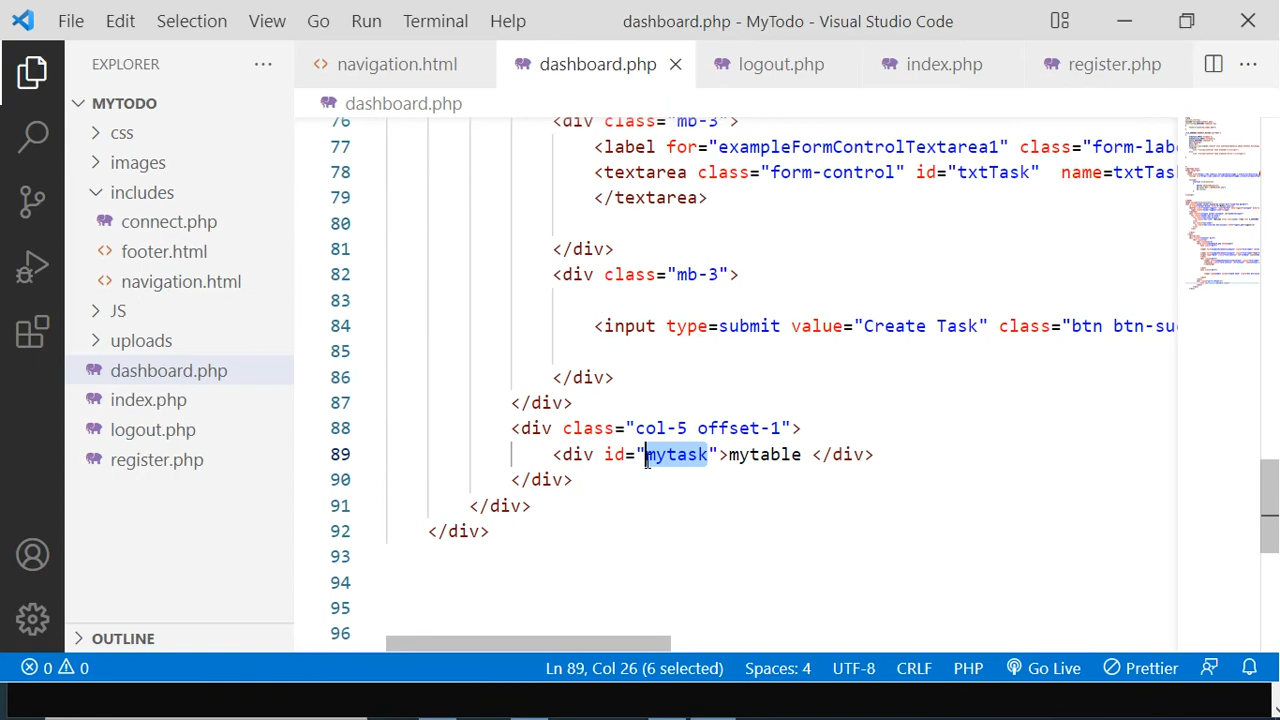 File Edit Selection View Go Run Terminal Help dashboard.php - MyTodo - Visual Studio Code
EXPLORER ...
navigation.html dashboard.php logout.php index.php register.php ...
MYTODO
css
images
includes
connect.php
footer.html
navigation.html
JS
uploads
dashboard.php
index.php
logout.php
register.php
OUTLINE
dashboard.php
76 <div class="mb-3">
77 <label for="exampleFormControlTextarea1" class="form-lab
78 <textarea class="form-control" id="txtTask" name=txtTas
79 </textarea>
80
81 </div>
82 <div class="mb-3">
83
84 <input type=submit value="Create Task" class="btn btn-su
85
86 </div>
87 </div>
88 <div class="col-5 offset-1">
89 <div id="mytask">mytable </div>
90 </div>
91 </div>
92 </div>
93
94
95
96
0 0 Ln 89, Col 26 (6 selected) Spaces: 4 UTF-8 CRLF PHP Go Live Prettier